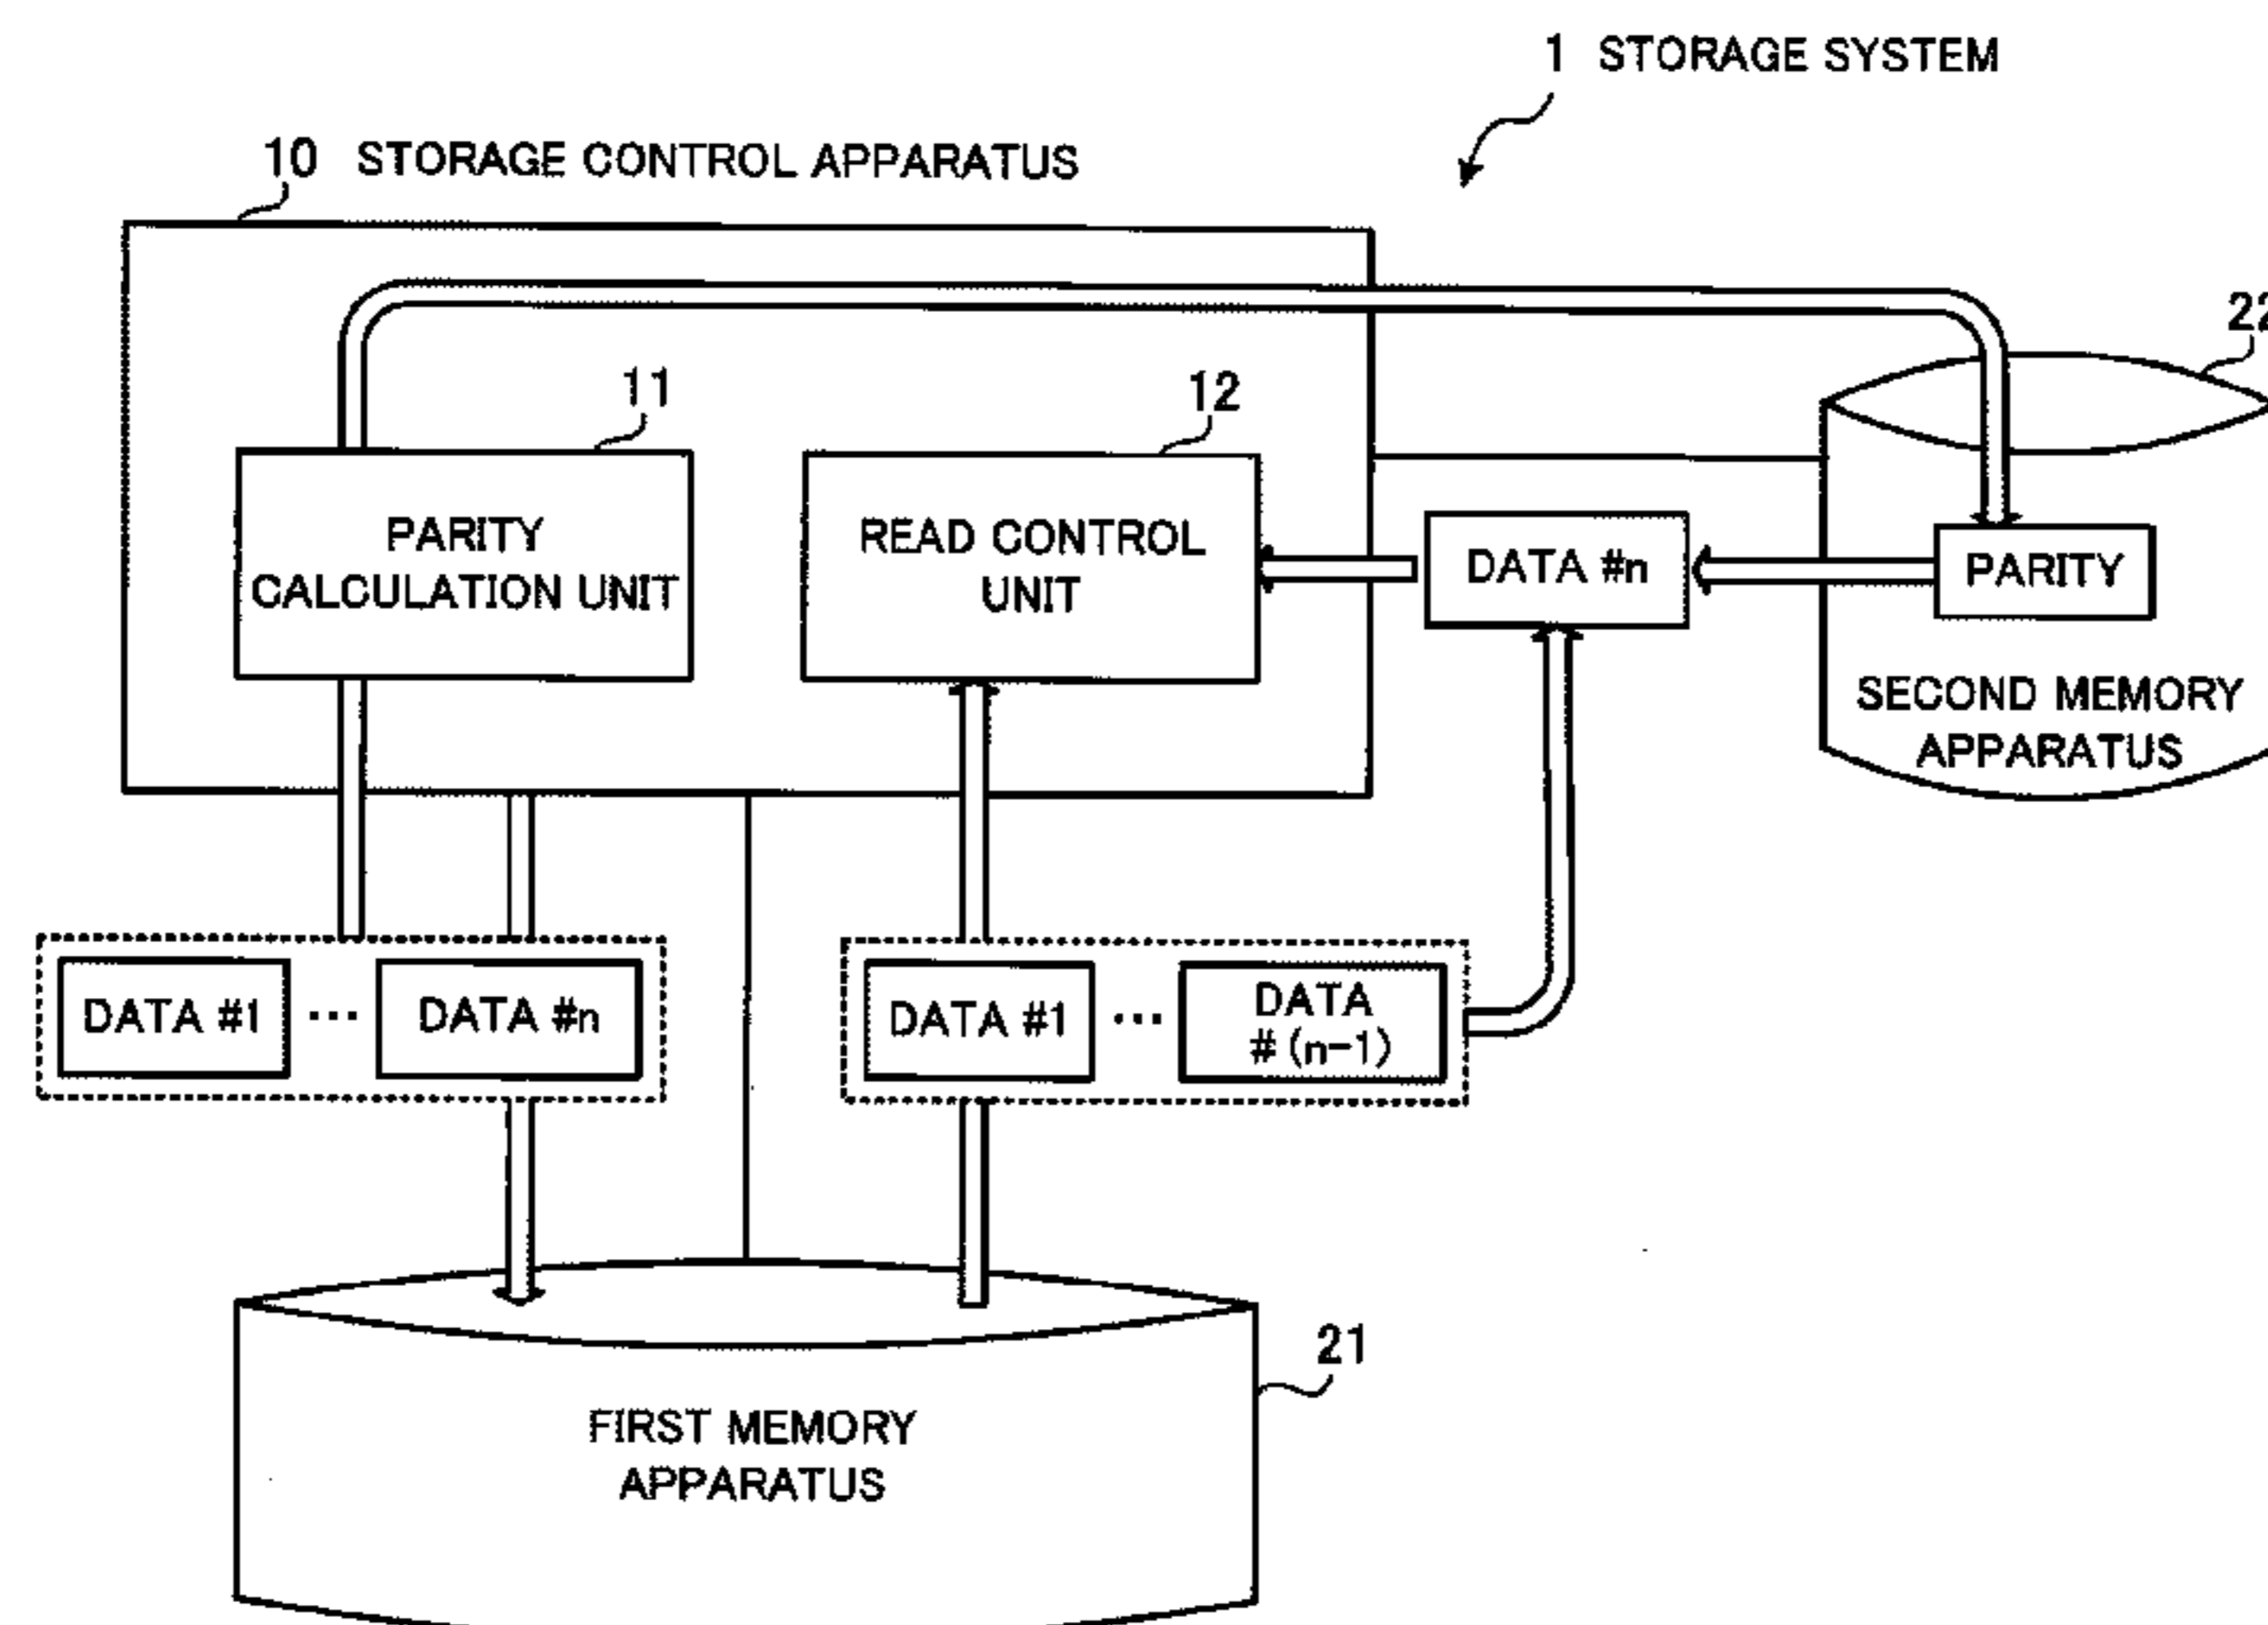 1 STORAGE SYSTEM
10 STORAGE CONTROL APPARATUS
22
11
12
PARITY
CALCULATION UNIT
READ CONTROL
UNIT
DATA #n
PARITY
SECOND MEMORY
APPARATUS
DATA #1 ... DATA #n
DATA #1 ... DATA
#(n-1)
21
FIRST MEMORY
APPARATUS